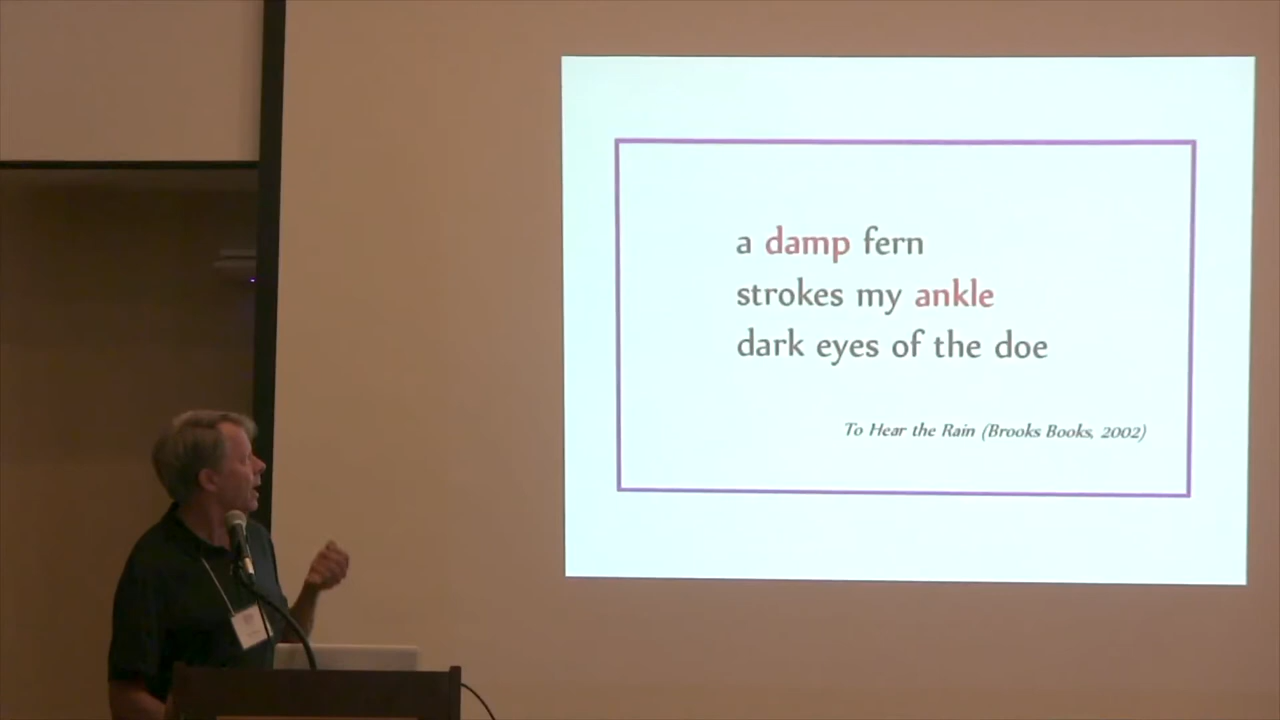 a damp fern
strokes my ankle
dark eyes of the doe
To Hear the Rain (Brooks Books, 2002)